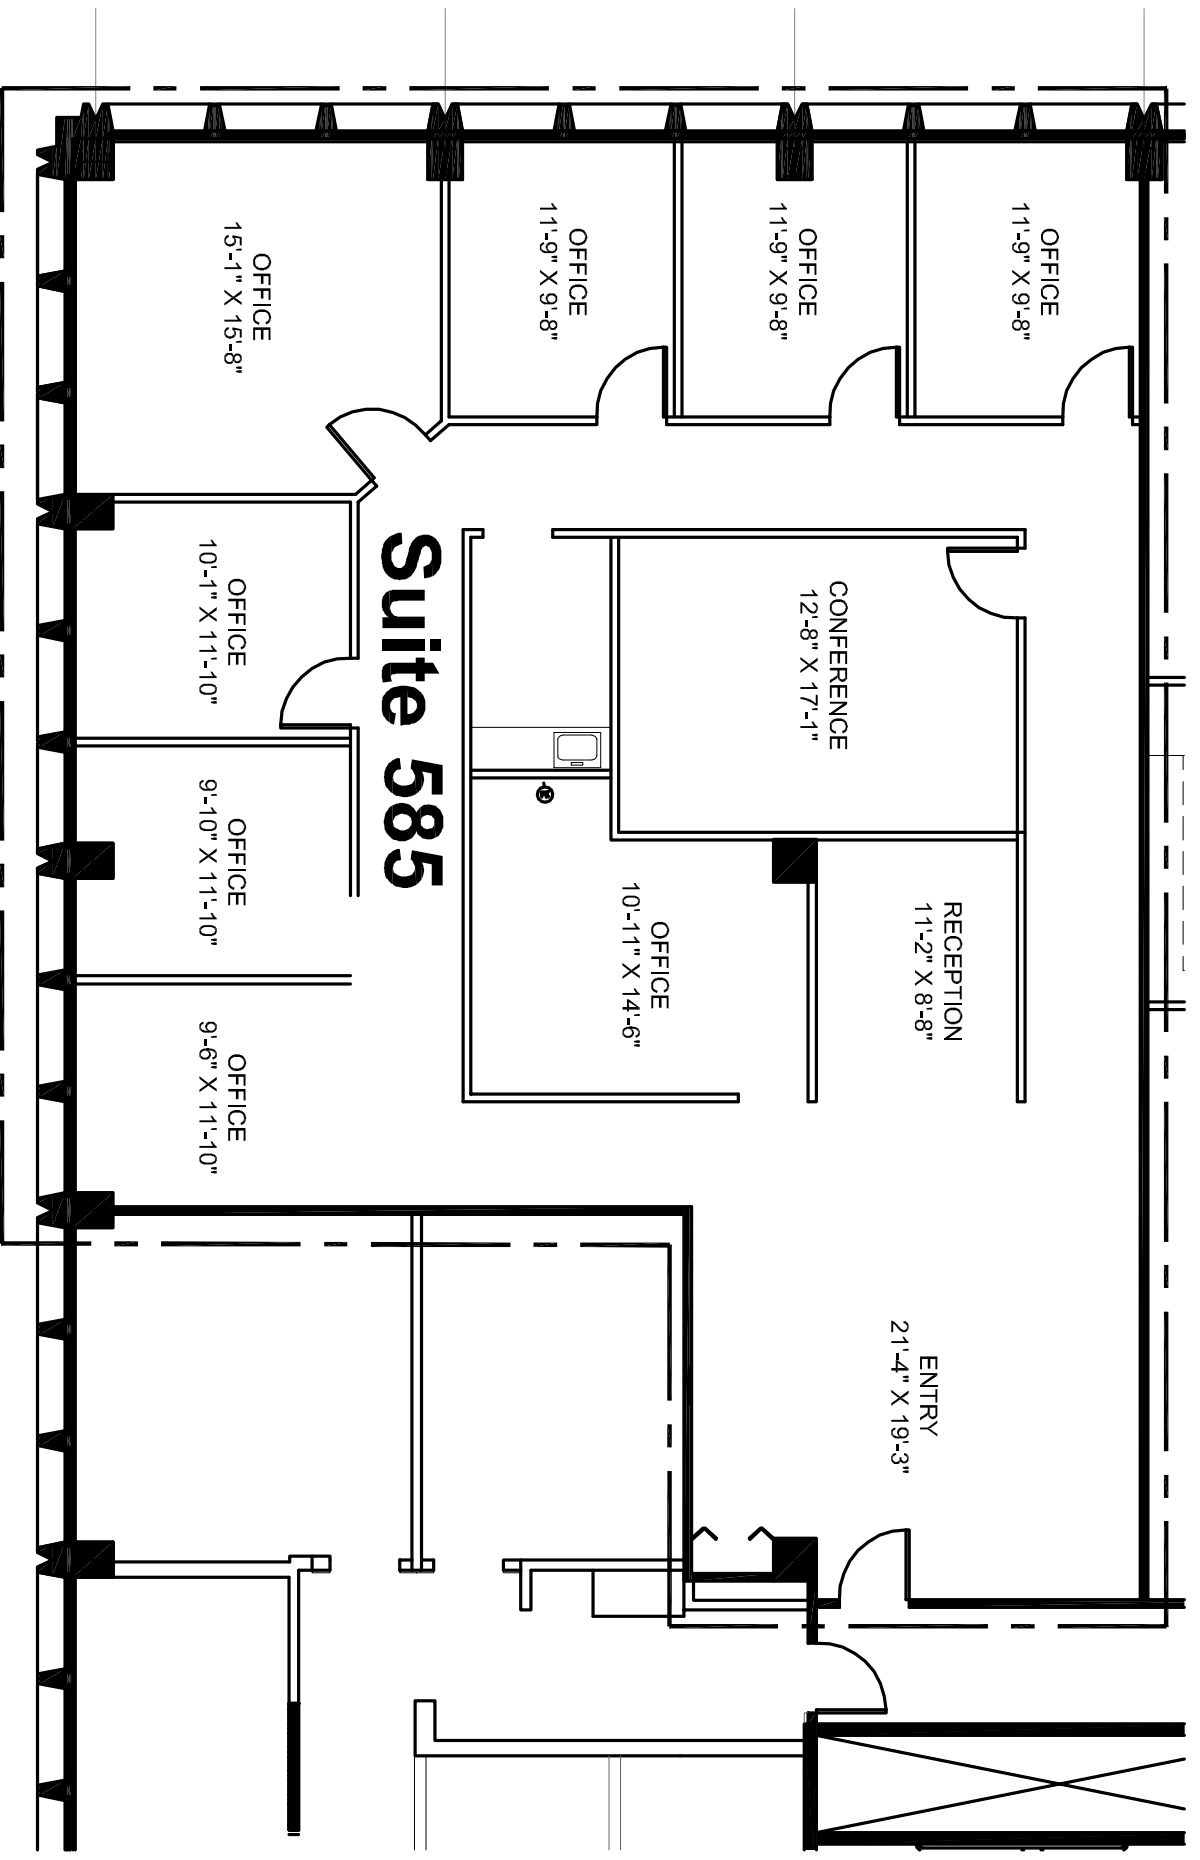 OFFICE
11'-9" X 9'-8"
OFFICE
11'-9" X 9'-8"
OFFICE
11'-9" X 9'-8"
OFFICE
15'-1" X 15'-8"
CONFERENCE
12'-8" X 17'-1"
Suite 585
OFFICE
10'-1" X 11'-10"
RECEPTION
11'-2" X 8'-8"
OFFICE
10'-11" X 14'-6"
OFFICE
9'-10" X 11'-10"
OFFICE
9'-6" X 11'-10"
ENTRY
21'-4" X 19'-3"